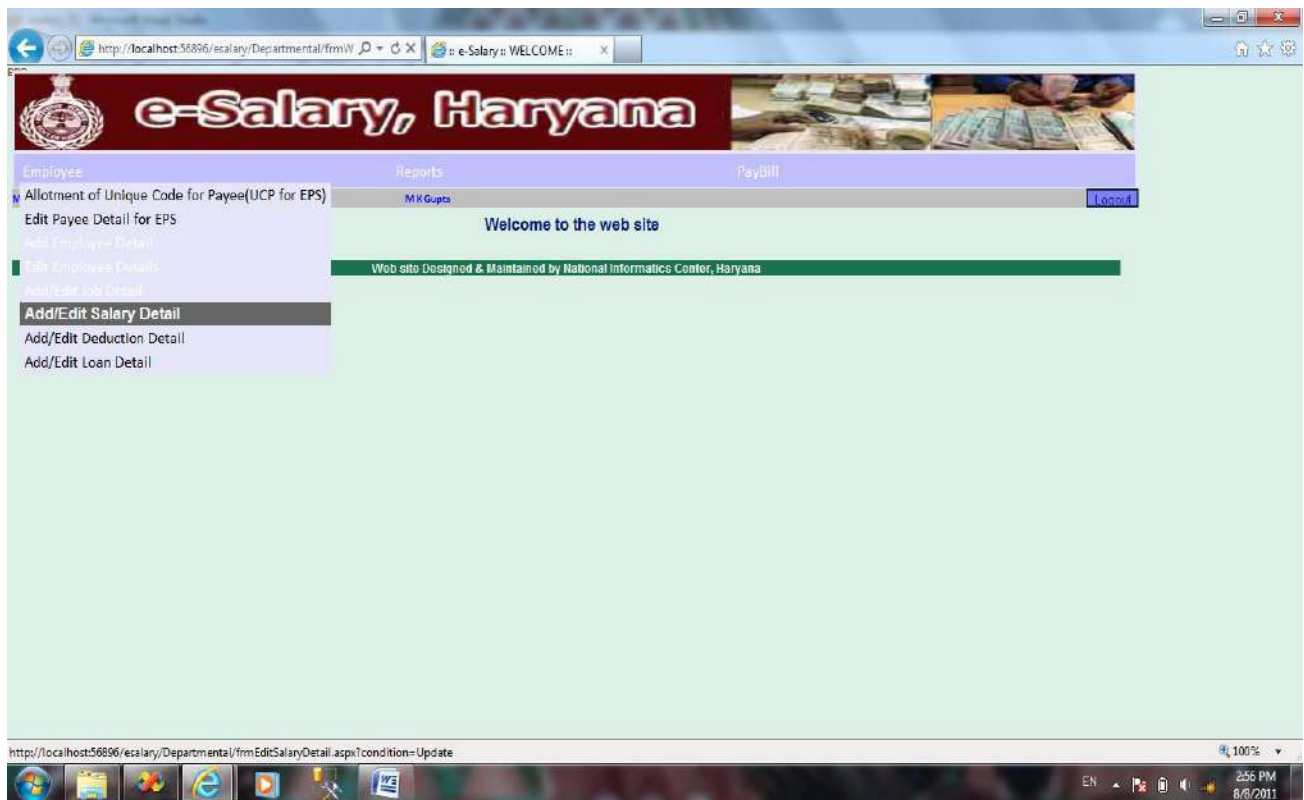 http://localhost:56896/esalary/Departmental/frmW
:: e-Salary :: WELCOME ::
e-Salary, Haryana
Employee Reports PayBill
M K Gupta Logout
Allotment of Unique Code for Payee(UCP for EPS)
Edit Payee Detail for EPS
Welcome to the web site
Add Employee Detail
Edit Employee Details
Web site Designed & Maintained by National Informatics Center, Haryana
Add/Edit Job Detail
Add/Edit Salary Detail
Add/Edit Deduction Detail
Add/Edit Loan Detail
http://localhost:56896/esalary/Departmental/frmEditSalaryDetail.aspx?condition=Update
100%
EN
2:56 PM
8/8/2011